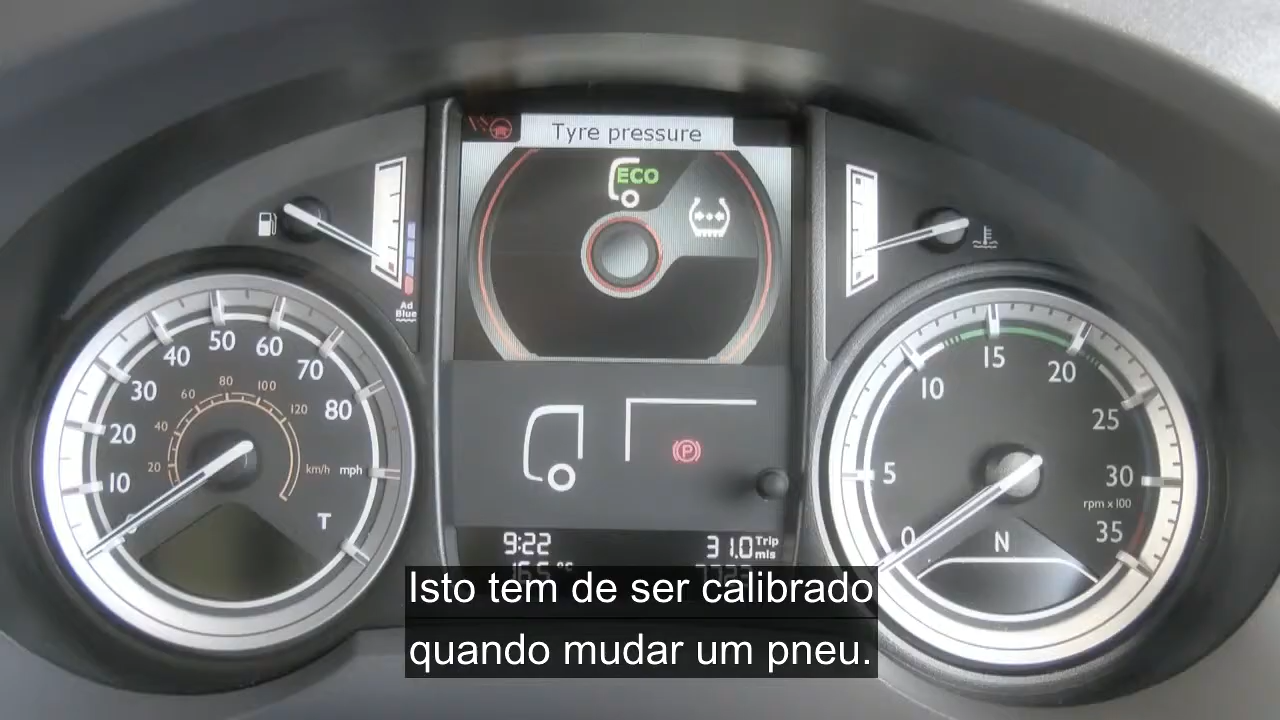 Tyre pressure
ECO
Ad
Blue
10
20
30
40
50
60
70
80
20
40
60
80
100
120
km/h
mph
T
P
0
5
10
15
20
25
30
35
rpm x 100
N
9:22
31.0 Trip
mls
16.5 °C
Isto tem de ser calibrado
quando mudar um pneu.